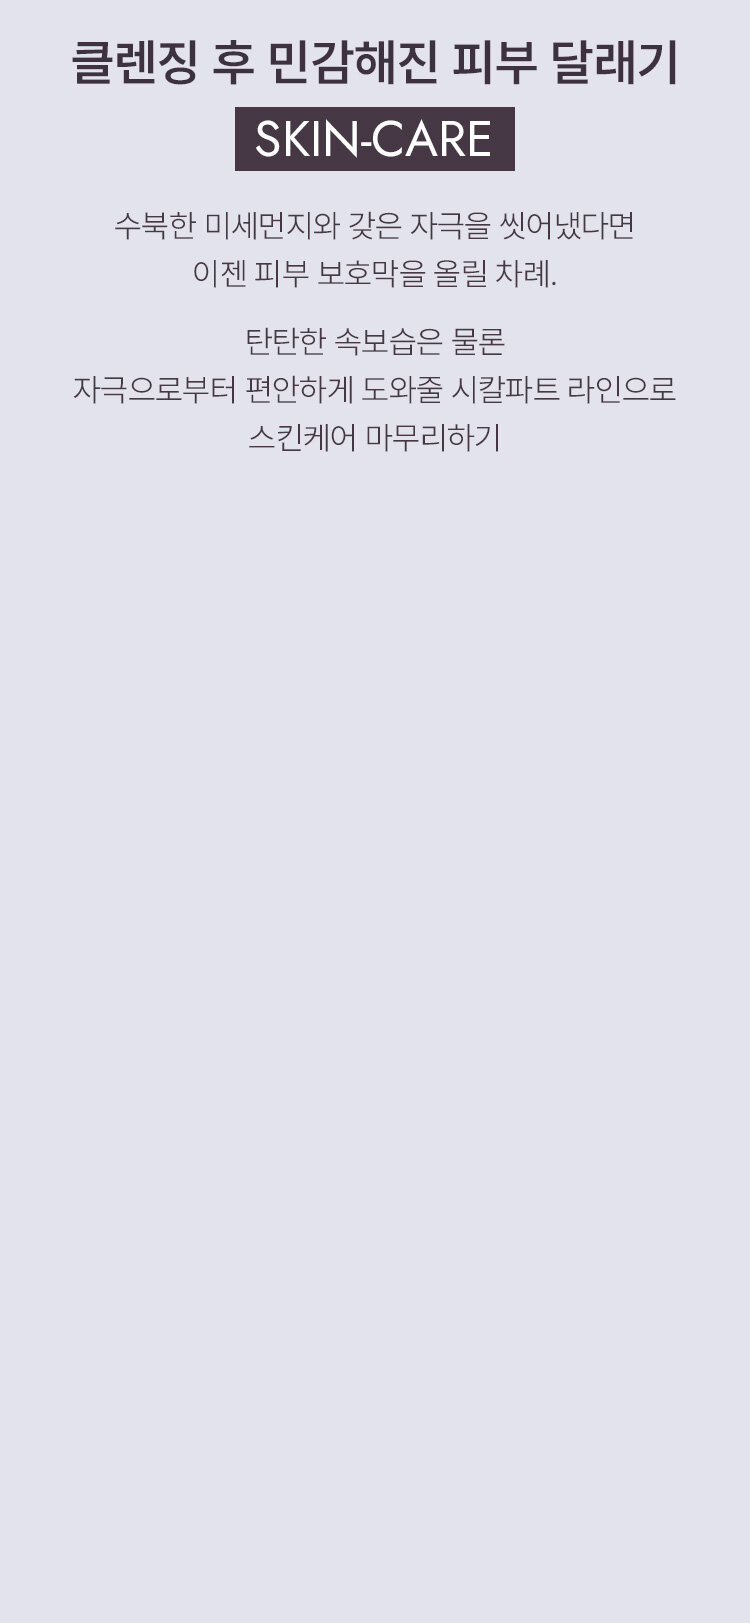 클렌징 후 민감해진 피부 달래기
SKIN-CARE
수북한 미세먼지와 갖은 자극을 씻어냈다면
이젠 피부 보호막을 올릴 차례.
탄탄한 속보습은 물론
자극으로부터 편안하게 도와줄 시칼파트 라인으로
스킨케어 마무리하기